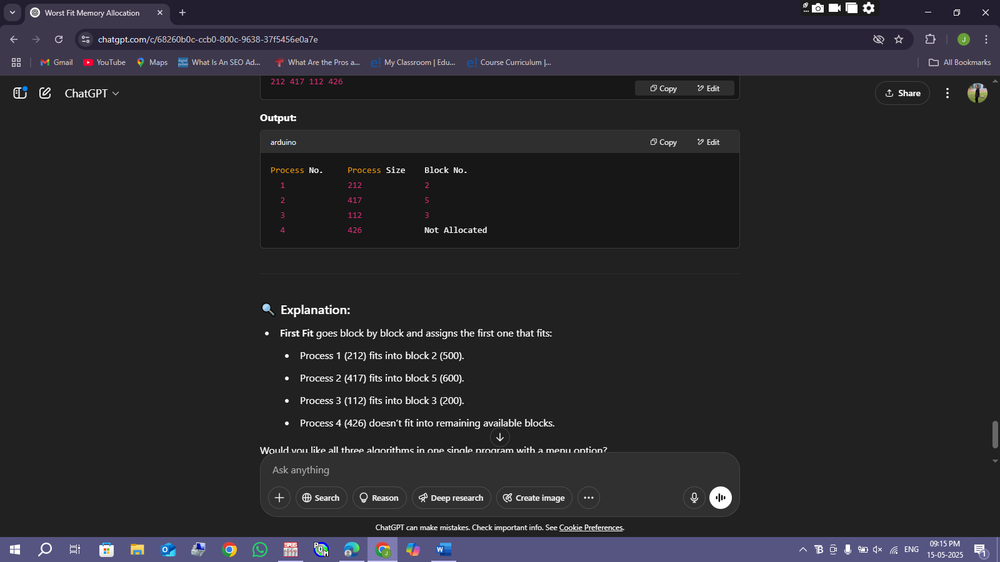 Worst Fit Memory Allocation
chatgpt.com/c/68260b0c-ccb0-800c-9638-37f5456e0a7e
J
Gmail
YouTube
Maps
What Is An SEO Ad...
What Are the Pros a...
My Classroom | Edu...
Course Curriculum |...
All Bookmarks
ChatGPT
Share
212 417 112 426
Copy
Edit
Output:
arduino
Copy
Edit
Process No. Process Size Block No.
1 212 2
2 417 5
3 112 3
4 426 Not Allocated
🔍 Explanation:
• First Fit goes block by block and assigns the first one that fits:
• Process 1 (212) fits into block 2 (500).
• Process 2 (417) fits into block 5 (600).
• Process 3 (112) fits into block 3 (200).
• Process 4 (426) doesn’t fit into remaining available blocks.
Would you like all three algorithms in one single program with a menu option?
Ask anything
Search
Reason
Deep research
Create image
ChatGPT can make mistakes. Check important info. See Cookie Preferences.
SPSS
POM
J
ENG
09:15 PM
15-05-2025
1